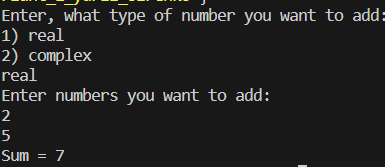 Enter, what type of number you want to add:
1) real
2) complex
real
Enter numbers you want to add:
2
5
Sum = 7